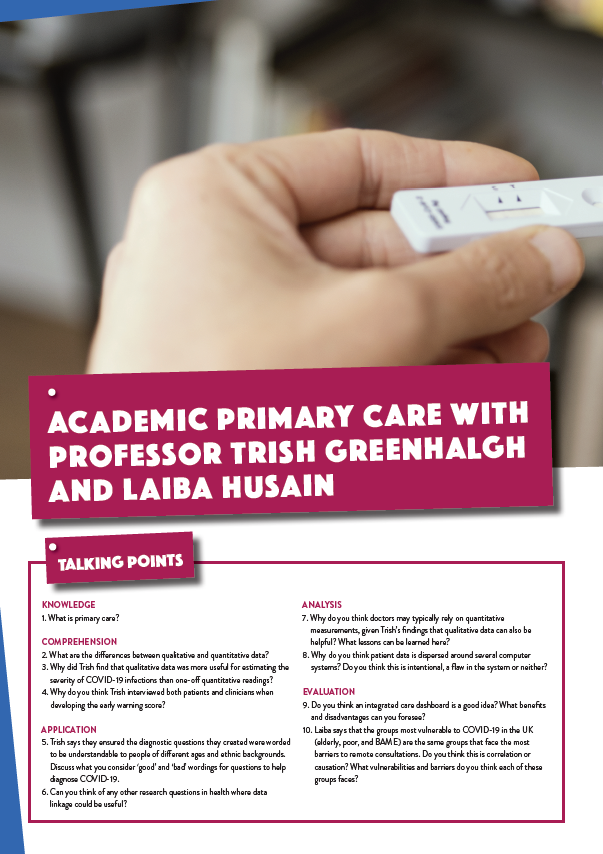 ACADEMIC PRIMARY CARE WITH
PROFESSOR TRISH GREENHALGH
AND LAIBA HUSAIN
TALKING POINTS
KNOWLEDGE
1. What is primary care?
COMPREHENSION
2. What are the differences between qualitative and quantitative data?
3. Why did Trish find that qualitative data was more useful for estimating the
severity of COVID-19 infections than one-off quantitative readings?
4. Why do you think Trish interviewed both patients and clinicians when
developing the early warning score?
APPLICATION
5. Trish says they ensured the diagnostic questions they created were worded
to be understandable to people of different ages and ethnic backgrounds.
Discuss what you consider ‘good’ and ‘bad’ wordings for questions to help
diagnose COVID-19.
6. Can you think of any other research questions in health where data
linkage could be useful?
ANALYSIS
7. Why do you think doctors may typically rely on quantitative
measurements, given Trish’s findings that qualitative data can also be
helpful? What lessons can be learned here?
8. Why do you think patient data is dispersed around several computer
systems? Do you think this is intentional, a flaw in the system or neither?
EVALUATION
9. Do you think an integrated care dashboard is a good idea? What benefits
and disadvantages can you foresee?
10. Laiba says that the groups most vulnerable to COVID-19 in the UK
(elderly, poor, and BAME) are the same groups that face the most
barriers to remote consultations. Do you think this is correlation or
causation? What vulnerabilities and barriers do you think each of these
groups faces?